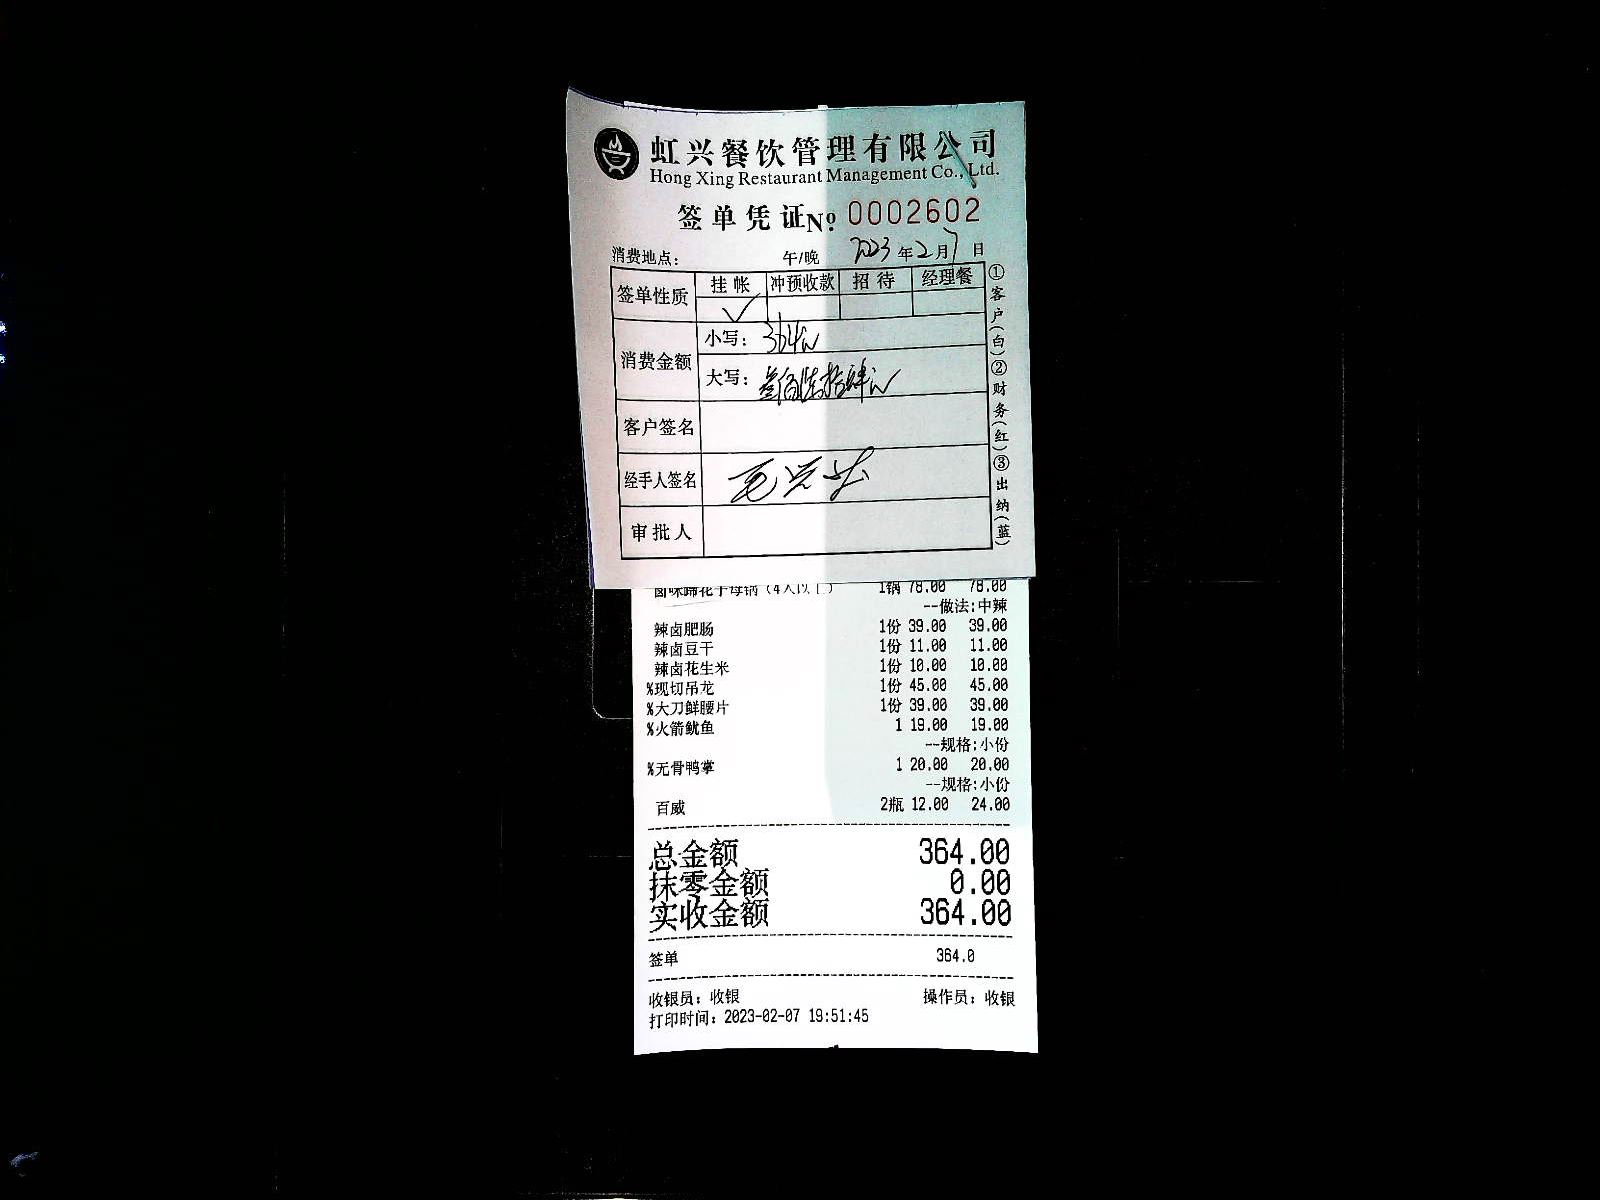 虹兴餐饮管理有限公司
Hong Xing Restaurant Management Co., Ltd.
签单凭证 № 0002602
消费地点： 午/晚 2023年2月7日
签单性质 挂帐 冲预收款 招待 经理餐
✓
消费金额 小写：364元
大写：叁佰陆拾肆元
客户签名
经手人签名
审批人
①客户(白)②财务(红)③出纳(蓝)
1锅 78.00 78.00
--做法:中辣
辣卤肥肠 1份 39.00 39.00
辣卤豆干 1份 11.00 11.00
辣卤花生米 1份 10.00 10.00
%现切吊龙 1份 45.00 45.00
%大刀鲜腰片 1份 39.00 39.00
%火箭鱿鱼 1 19.00 19.00
--规格:小份
%无骨鸭掌 1 20.00 20.00
--规格:小份
百威 2瓶 12.00 24.00
总金额 364.00
抹零金额 0.00
实收金额 364.00
签单 364.0
收银员：收银 操作员：收银
打印时间：2023-02-07 19:51:45